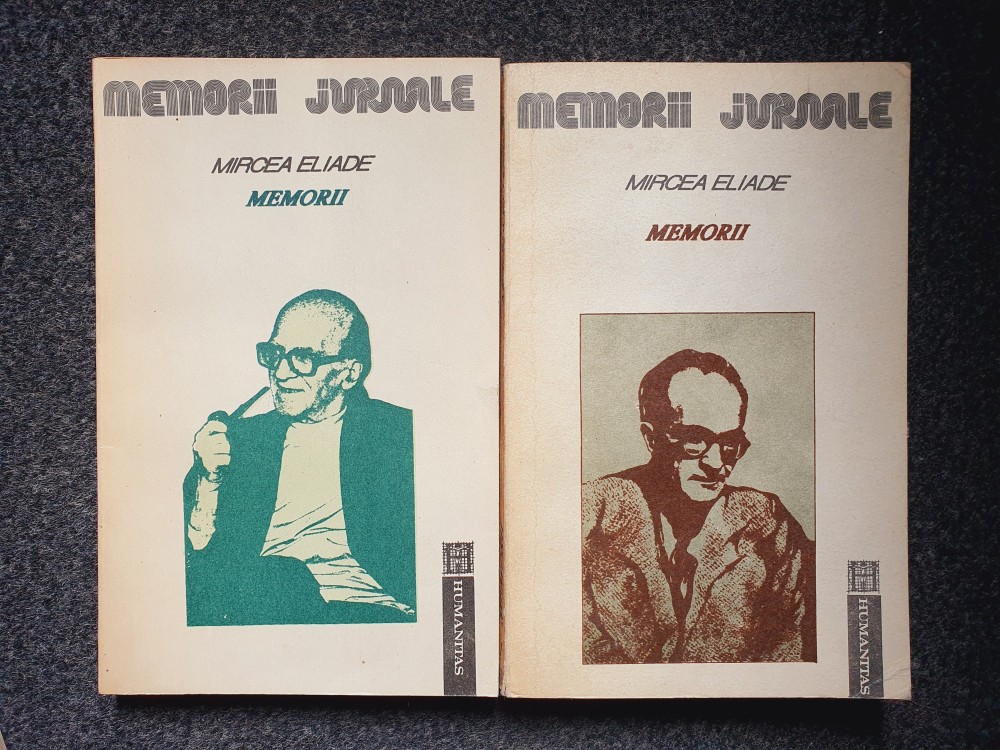 MEMORII JURNALE
MIRCEA ELIADE
MEMORII
HUMANITAS
MEMORII JURNALE
MIRCEA ELIADE
MEMORII
HUMANITAS